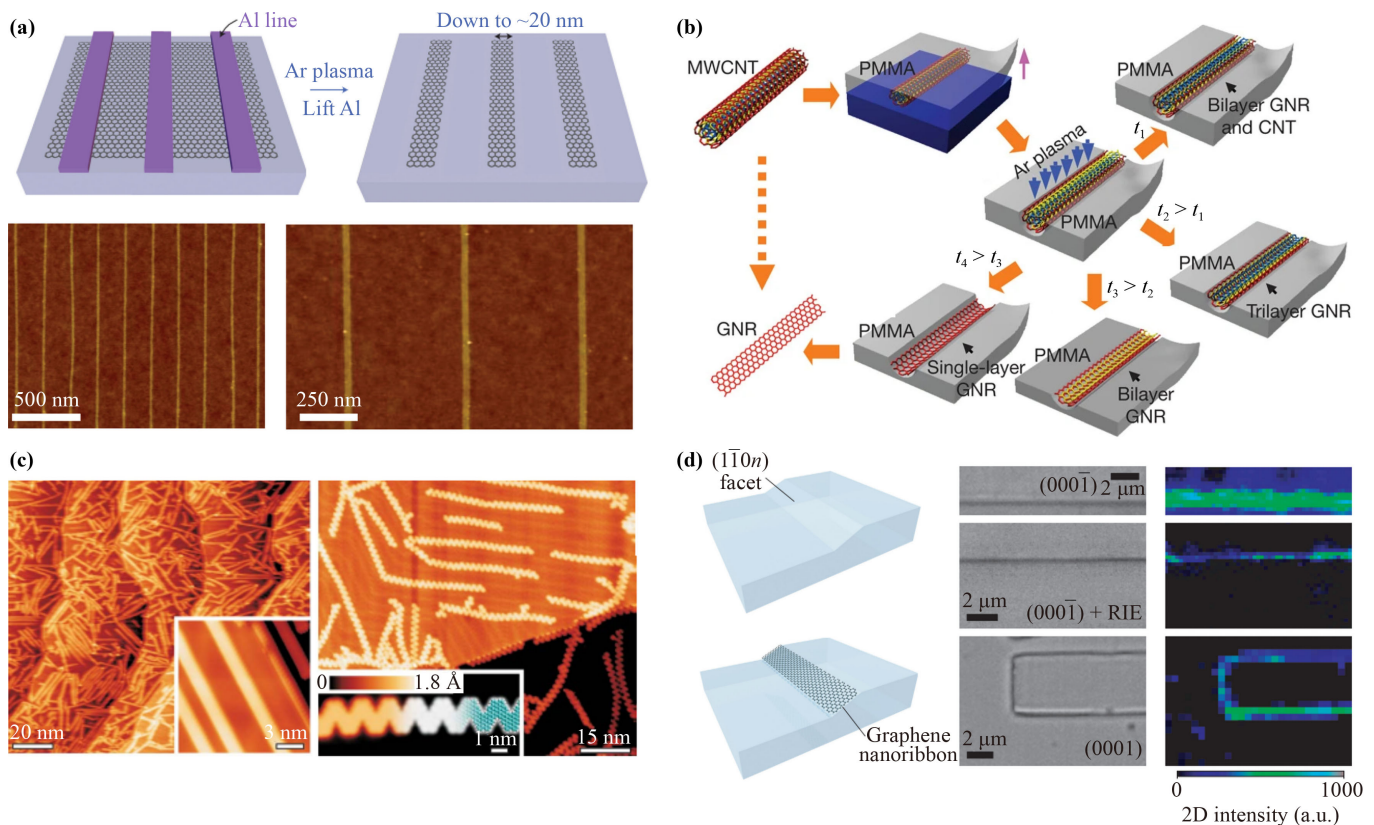 (a)
Al line
Ar plasma
Lift Al
Down to ~20 nm
500 nm
250 nm
(b)
MWCNT
PMMA
PMMA
Bilayer GNR
and CNT
t₁
Ar plasma
PMMA
t₂ > t₁
PMMA
Trilayer GNR
t₃ > t₂
PMMA
Bilayer
GNR
t₄ > t₃
PMMA
Single-layer
GNR
GNR
(c)
20 nm
3 nm
0
1.8 Å
1 nm
15 nm
(d)
(11̅0n)
facet
Graphene
nanoribbon
(0001̅)
2 μm
2 μm
(0001̅) + RIE
2 μm
(0001)
0
1000
2D intensity (a.u.)